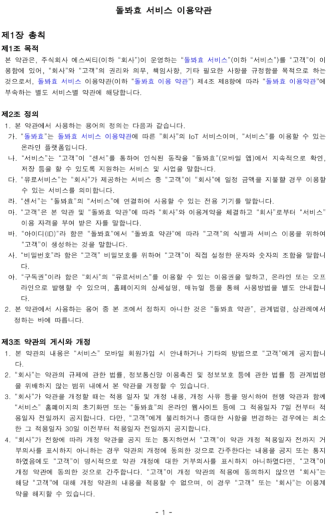 돌봐효 서비스 이용약관
제1장 총칙
제1조 목적
본 약관은, 주식회사 에스씨티(이하 “회사”)이 운영하는 “돌봐효 서비스”(이하 “서비스”)를 “고객”이 이
용함에 있어, “회사”와 “고객”의 권리와 의무, 책임사항, 기타 필요한 사항을 규정함을 목적으로 하는
것으로서, 돌봐효 서비스 이용약관(이하 “돌봐효 이용 약관”) 제4조 제8항에 따라 “돌봐효 이용약관”에
부속하는 별도 서비스별 약관에 해당합니다.
제2조 정의
1. 본 약관에서 사용하는 용어의 정의는 다음과 같습니다.
가. “돌봐효”는 돌봐효 서비스 이용약관에 따른 “회사”의 IoT 서비스이며, “서비스”를 이용할 수 있는
온라인 플랫폼입니다.
나. “서비스”는 “고객”이 “센서”를 통하여 인식된 동작을 “돌봐효”(모바일 앱)에서 지속적으로 확인,
저장 등을 할 수 있도록 지원하는 서비스 및 사업을 말합니다.
다. “유료서비스”는 “회사”가 제공하는 서비스 중 “고객”이 “회사”에 일정 금액을 지불할 경우 이용할
수 있는 서비스를 의미합니다.
라. “센서”는 “돌봐효”의 “서비스”에 연결하여 사용할 수 있는 전용 기기를 말합니다.
마. “고객”은 본 약관 및 “돌봐효 약관”에 따라 “회사”와 이용계약을 체결하고 “회사”로부터 “서비스”
이용 자격을 부여 받은 자를 말합니다.
바. “아이디(ID)”라 함은 “돌봐효”에서 “돌봐효 약관”에 따라 “고객”의 식별과 서비스 이용을 위하여
“고객”이 생성하는 것을 말합니다.
사. “비밀번호”라 함은 “고객” 비밀보호를 위하여 “고객”이 직접 설정한 문자와 숫자의 조합을 말합니
다.
아. “구독권”이라 함은 “회사”의 “유료서비스”를 이용할 수 있는 이용권을 말하고, 온라인 또는 오프
라인으로 발행할 수 있으며, 홈페이지의 상세설명, 매뉴얼 등을 통해 사용방법을 별도 안내합니
다.
2. 본 약관에서 사용하는 용어 중 본 조에서 정하지 아니한 것은 “돌봐효 약관”, 관계법령, 상관례에서
정하는 바에 따릅니다.
제3조 약관의 게시와 개정
1. 본 약관의 내용은 “서비스” 모바일 회원가입 시 안내하거나 기타의 방법으로 “고객”에게 공지합니
다.
2. “회사”는 약관의 규제에 관한 법률, 정보통신망 이용촉진 및 정보보호 등에 관한 법률 등 관계법령
을 위배하지 않는 범위 내에서 본 약관을 개정할 수 있습니다.
3. “회사”가 약관을 개정할 때는 적용 일자 및 개정 내용, 개정 사유 등을 명시하여 현행 약관과 함께
“서비스” 홈페이지의 초기화면 또는 “돌봐효”의 온라인 웹사이트 등에 그 적용일자 7일 전부터 적
용일자 전일까지 공지합니다. 다만, “고객”에게 불리하거나 중대한 사항을 변경하는 경우에는 최소
한 그 적용일자 30일 이전부터 적용일자 전일까지 공지합니다.
4. “회사”가 전항에 따라 개정 약관을 공지 또는 통지하면서 “고객”이 약관 개정 적용일자 전까지 거
부의사를 표시하지 아니하는 경우 약관의 개정에 동의한 것으로 간주한다는 내용을 공지 또는 통지
하였음에도 “고객”이 명시적으로 약관 개정에 대한 거부의사를 표시하지 아니하였다면, “고객”이
개정 약관에 동의한 것으로 간주합니다. “고객”이 개정 약관의 적용에 동의하지 않으면 “회사”는
해당 “고객”에 대해 개정 약관의 내용을 적용할 수 없으며, 이 경우 “고객” 또는 “회사”는 이용계
약을 해지할 수 있습니다.
- 1 -